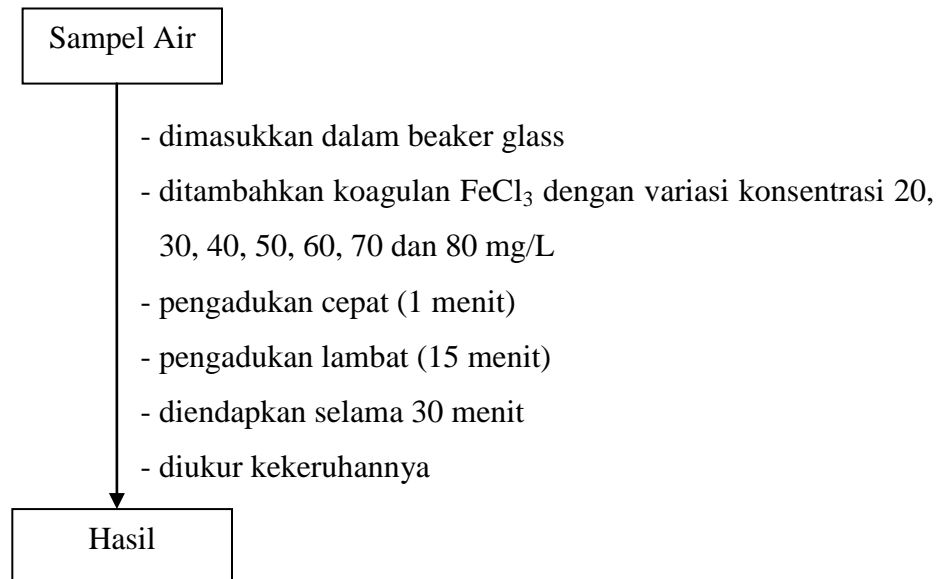 Sampel Air
- dimasukkan dalam beaker glass
- ditambahkan koagulan FeCl₃ dengan variasi konsentrasi 20,
30, 40, 50, 60, 70 dan 80 mg/L
- pengadukan cepat (1 menit)
- pengadukan lambat (15 menit)
- diendapkan selama 30 menit
- diukur kekeruhannya
Hasil